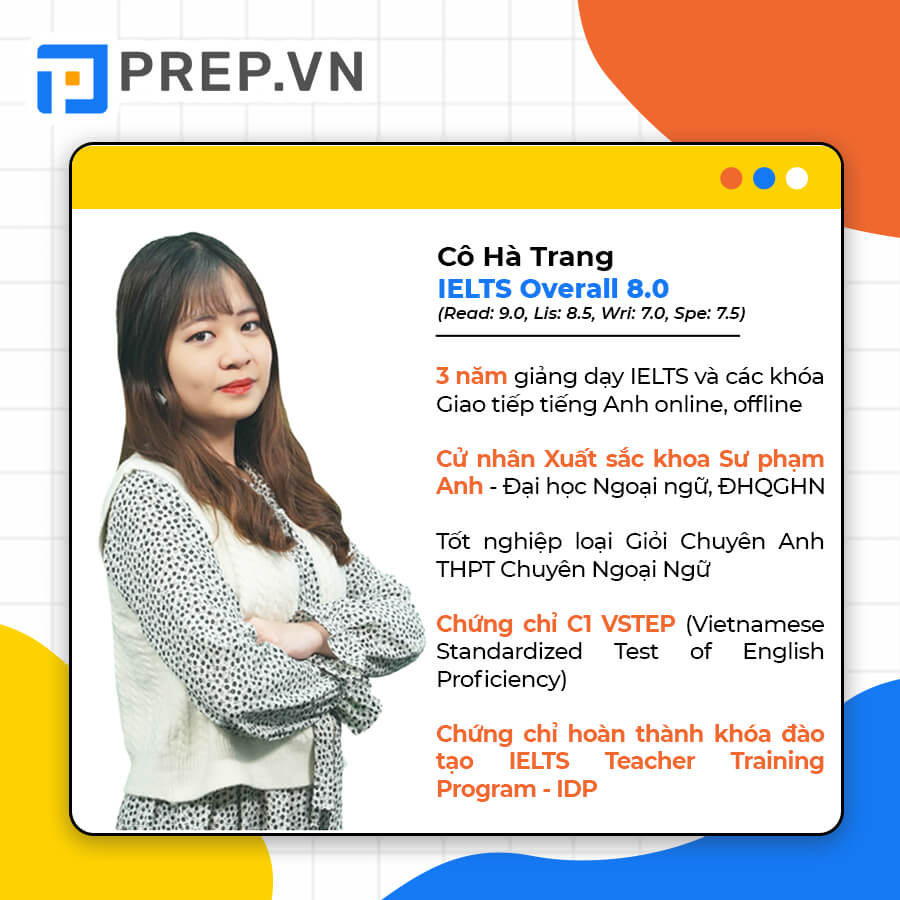 PREP.VN
Cô Hà Trang
IELTS Overall 8.0
(Read: 9.0, Lis: 8.5, Wri: 7.0, Spe: 7.5)
3 năm giảng dạy IELTS và các khóa
Giao tiếp tiếng Anh online, offline
Cử nhân Xuất sắc khoa Sư phạm
Anh - Đại học Ngoại ngữ, ĐHQGHN
Tốt nghiệp loại Giỏi Chuyên Anh
THPT Chuyên Ngoại Ngữ
Chứng chỉ C1 VSTEP (Vietnamese
Standardized Test of English
Proficiency)
Chứng chỉ hoàn thành khóa đào
tạo IELTS Teacher Training
Program - IDP